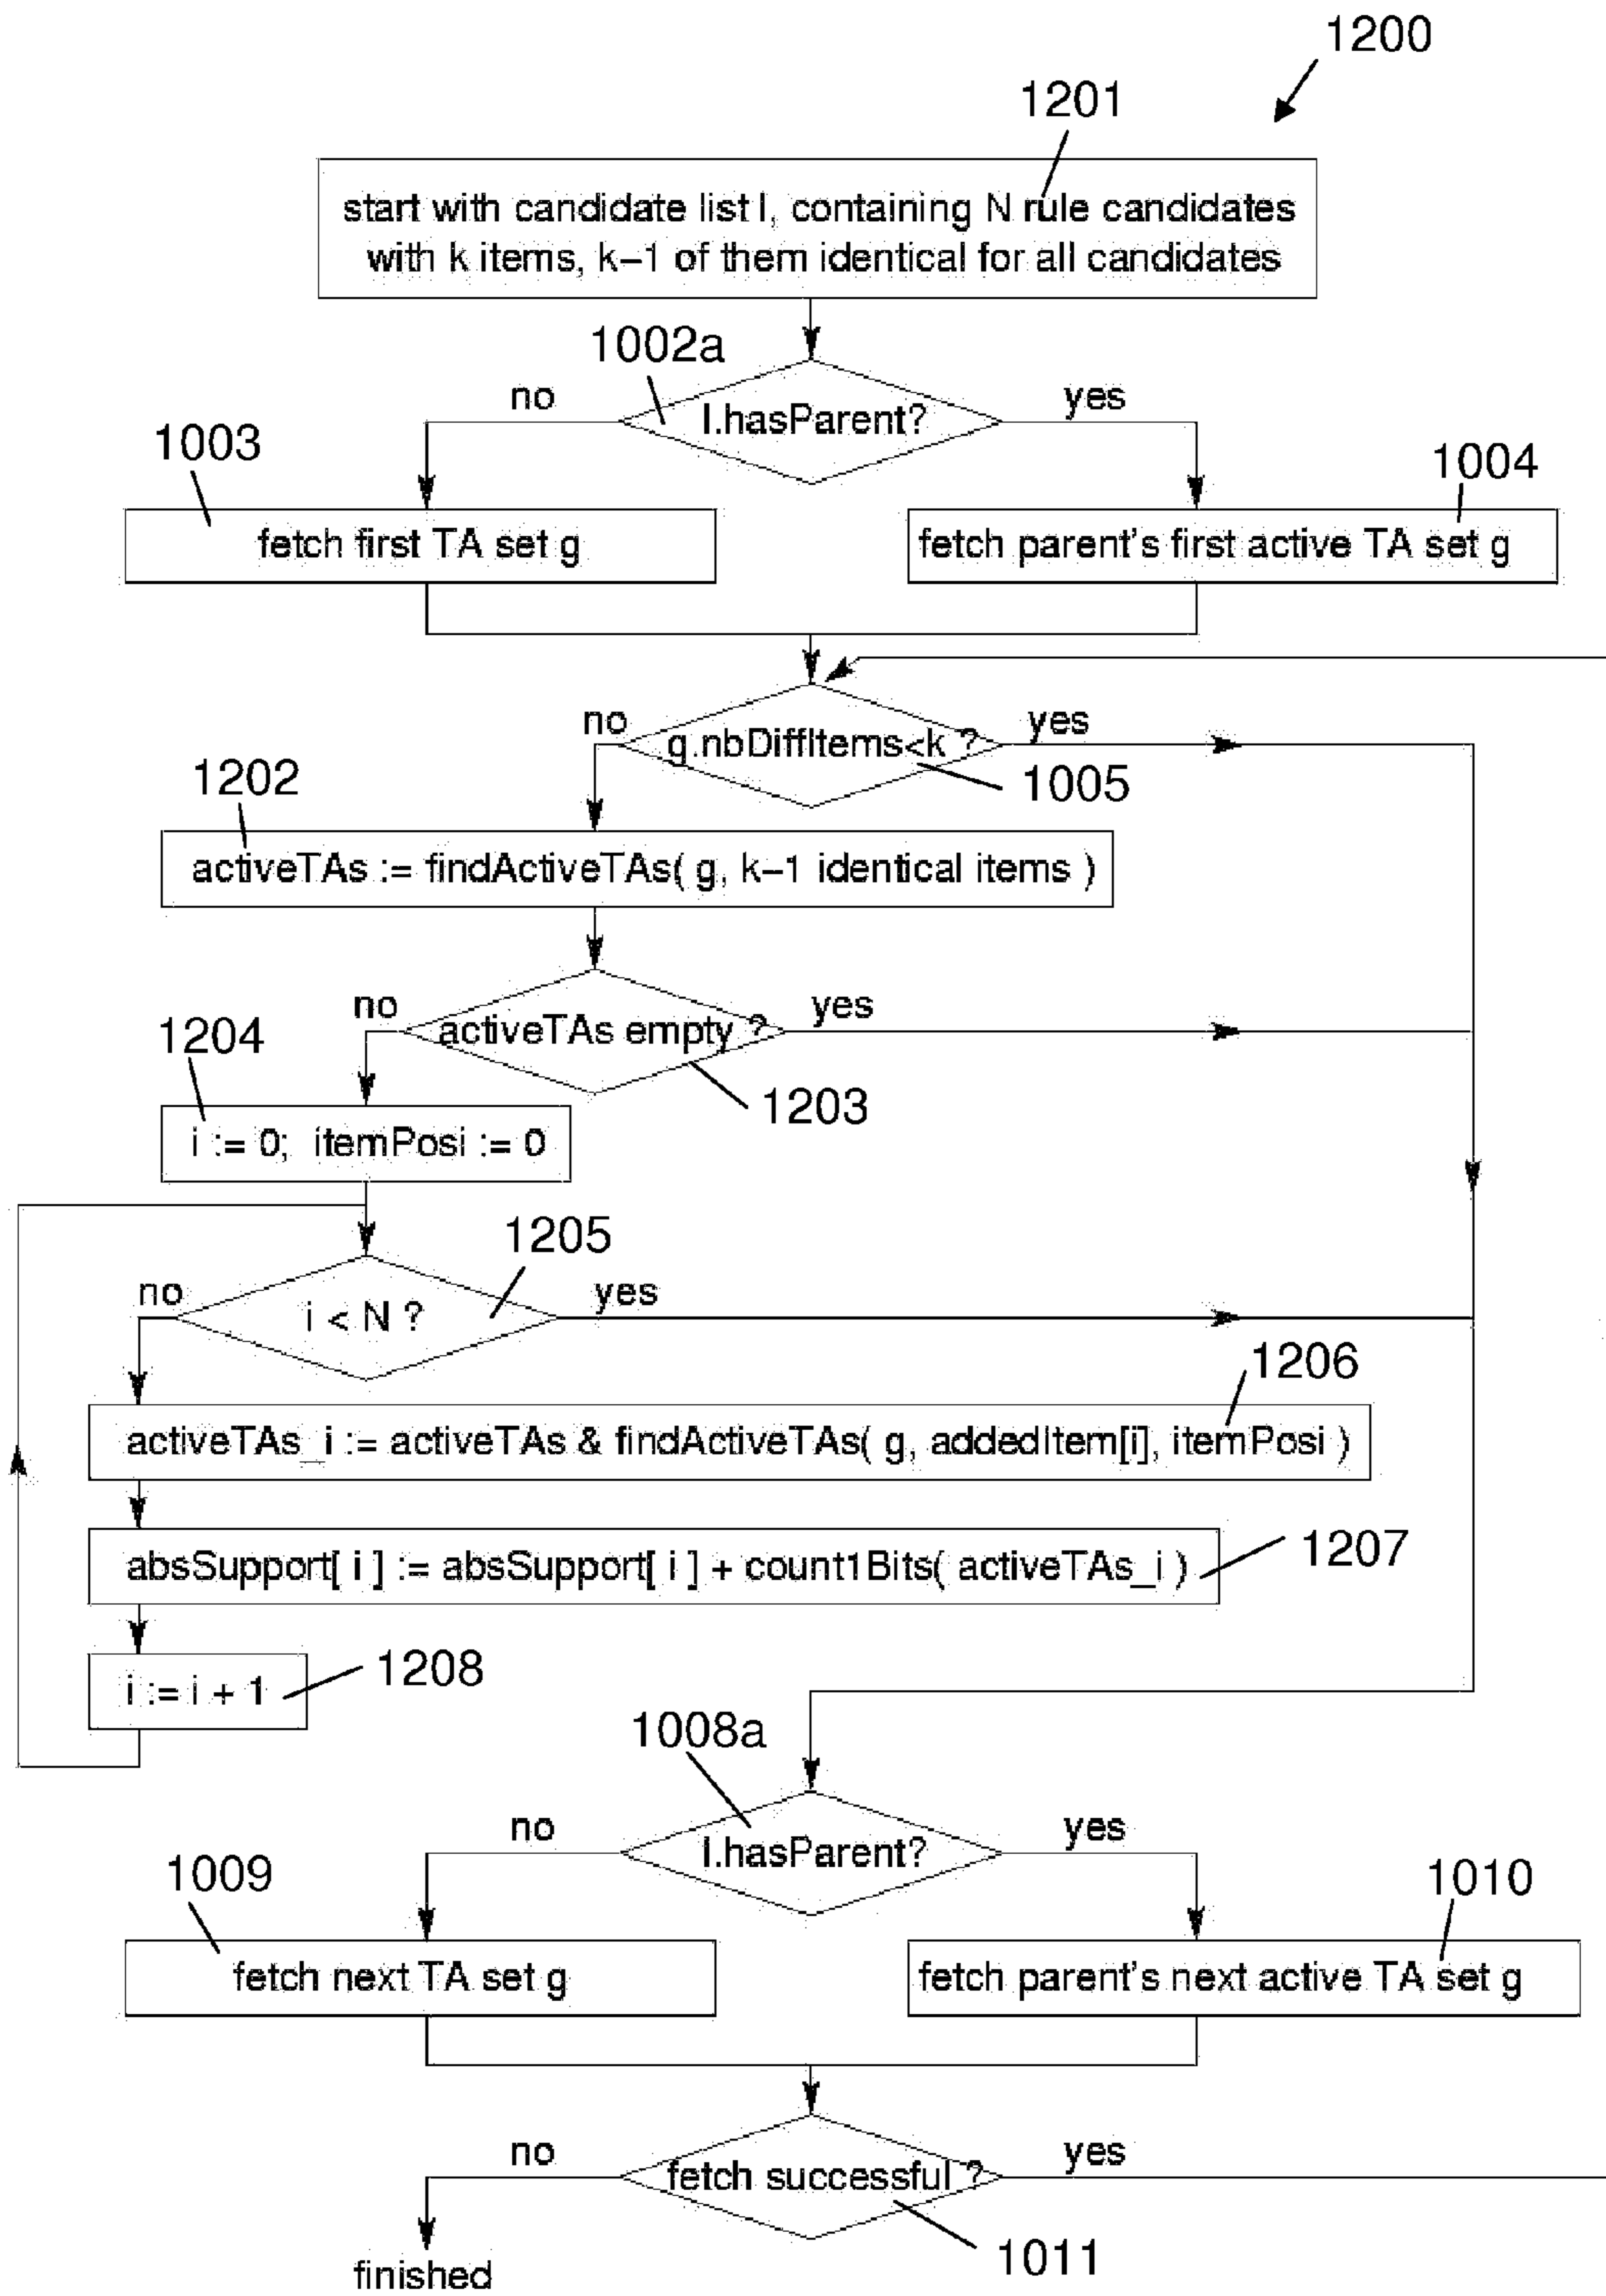 1200
1201
start with candidate list l, containing N rule candidates
with k items, k−1 of them identical for all candidates
1002a
no
l.hasParent?
yes
1003
1004
fetch first TA set g
fetch parent's first active TA set g
no
g.nbDiffItems<k ?
yes
1005
1202
activeTAs := findActiveTAs( g, k−1 identical items )
no
activeTAs empty ?
yes
1204
1203
i := 0; itemPosi := 0
1205
no
i < N ?
yes
1206
activeTAs_i := activeTAs & findActiveTAs( g, addedItem[i], itemPosi )
absSupport[ i ] := absSupport[ i ] + count1Bits( activeTAs_i )
1207
i := i + 1
1208
1008a
no
l.hasParent?
yes
1009
1010
fetch next TA set g
fetch parent's next active TA set g
no
fetch successful ?
yes
1011
finished